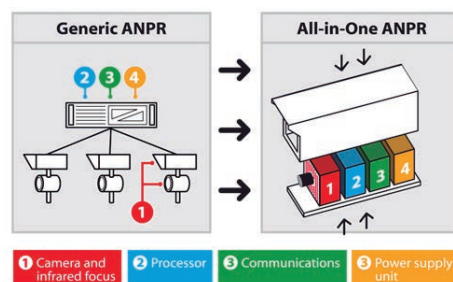 Generic ANPR
All-in-One ANPR
2 3 4
1
1 2 3 4
1 Camera and
infrared focus
2 Processor
3 Communications
3 Power supply
unit